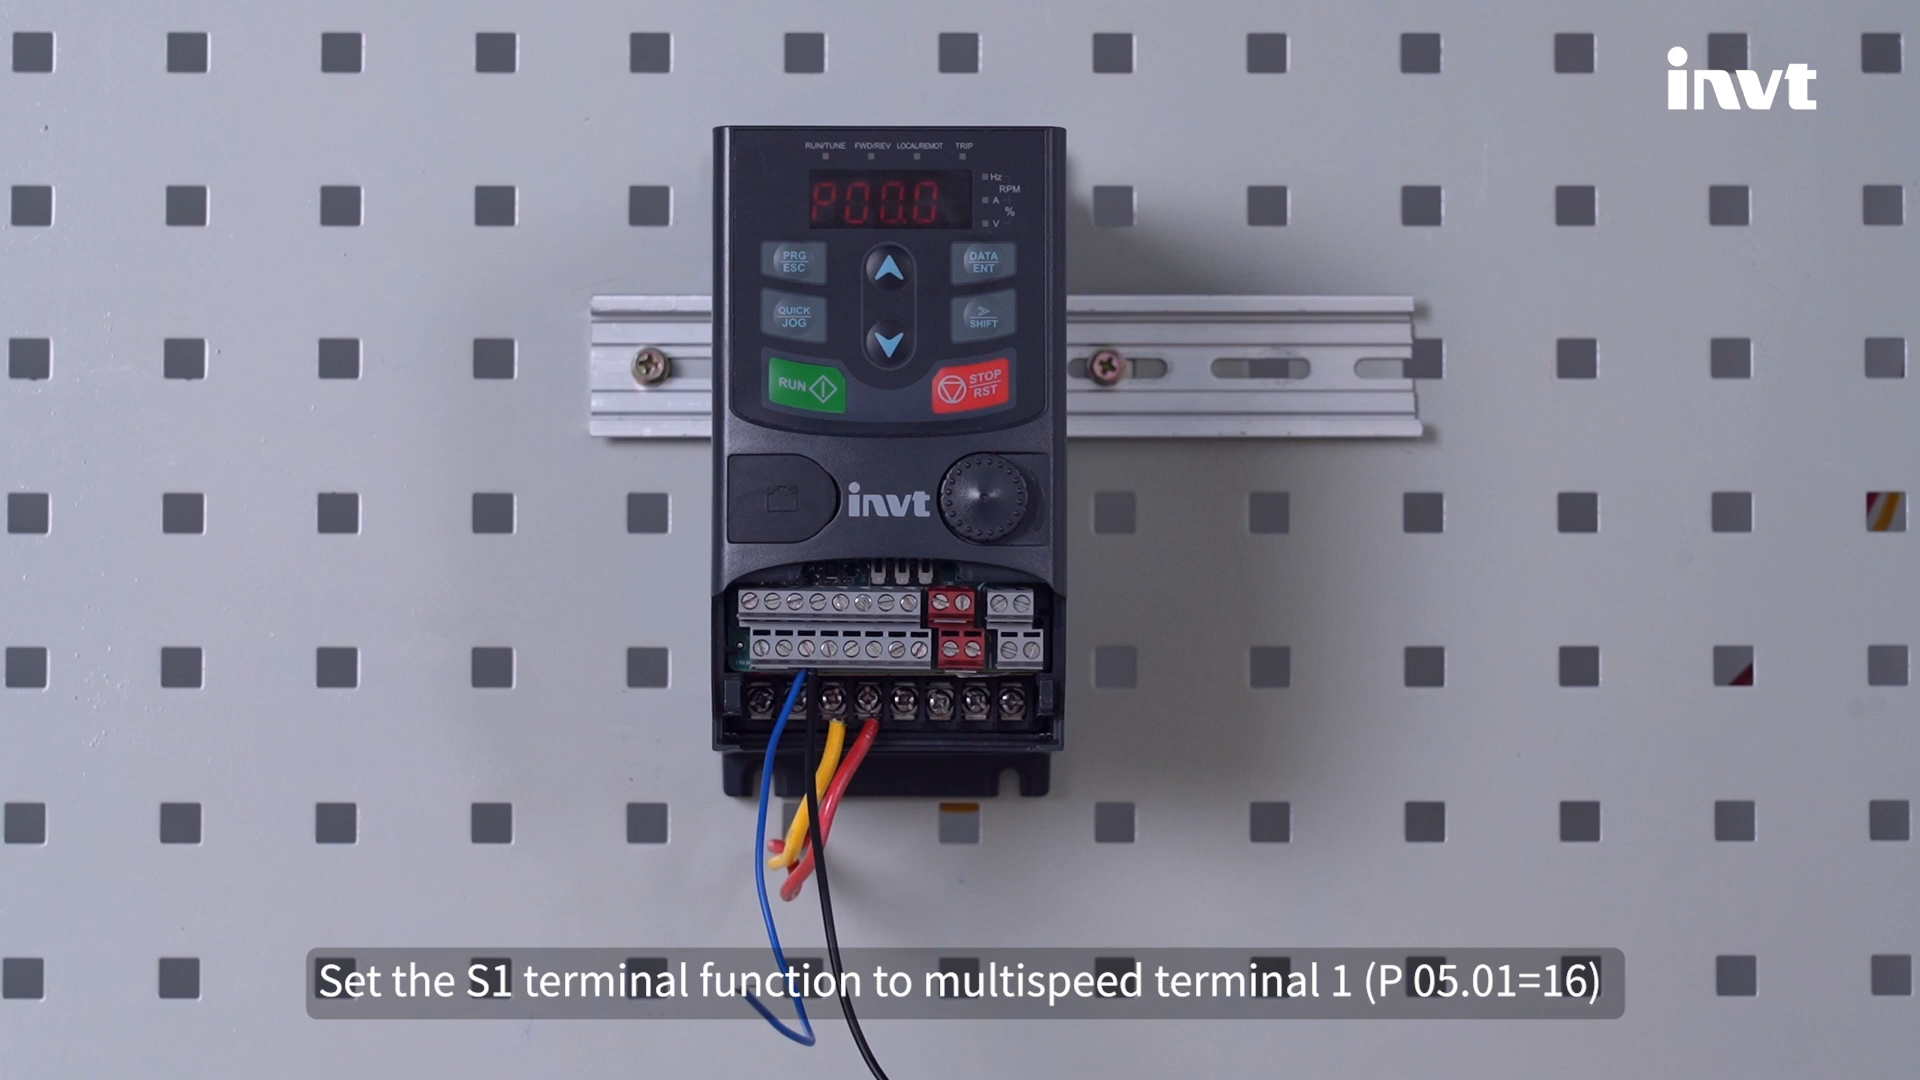 invt
RUN/TUNE FWD/REV LOCAL/REMOT TRIP
P00.0
Hz
RPM
A
%
V
PRG
ESC
DATA
ENT
QUICK
JOG
SHIFT
RUN
STOP
RST
invt
Set the S1 terminal function to multispeed terminal 1 (P 05.01=16)